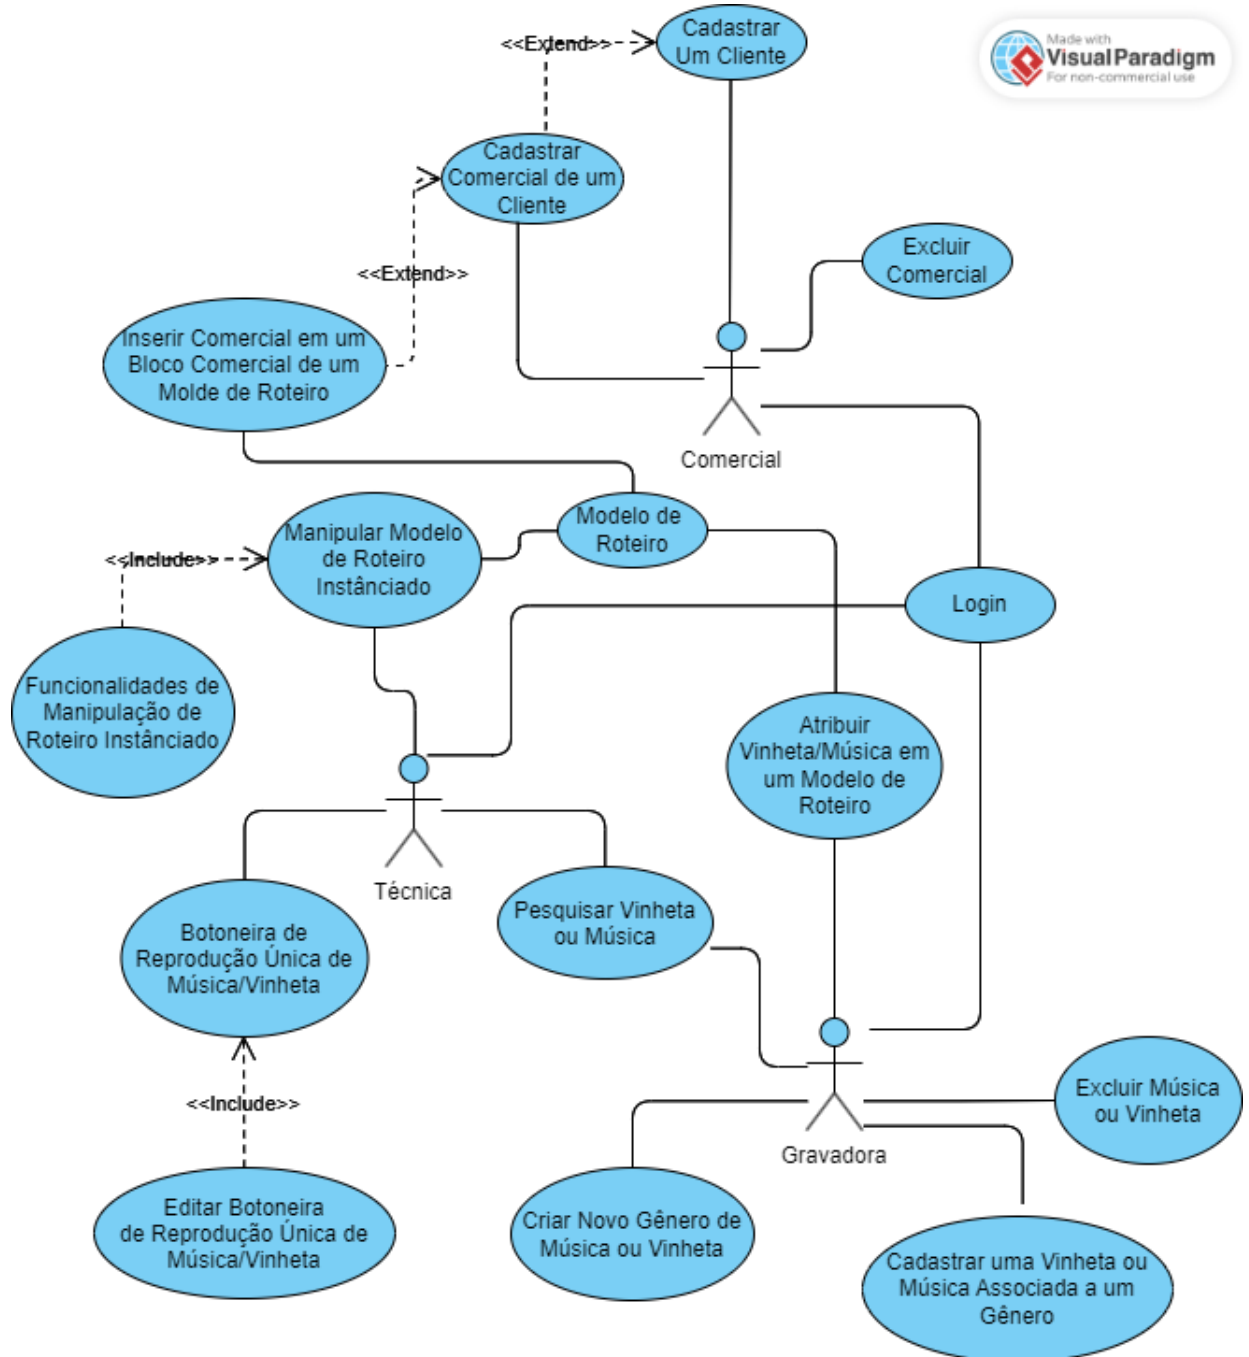 Cadastrar
Um Cliente
<<Extend>>
Made with
Visual Paradigm
For non-commercial use
Cadastrar
Comercial de um
Cliente
<<Extend>>
Excluir
Comercial
Inserir Comercial em um
Bloco Comercial de um
Molde de Roteiro
Comercial
Modelo de
Roteiro
Manipular Modelo
de Roteiro
Instânciado
<<Include>>
Login
Funcionalidades de
Manipulação de
Roteiro Instânciado
Atribuir
Vinheta/Música em
um Modelo de
Roteiro
Técnica
Pesquisar Vinheta
ou Música
Botoneira de
Reprodução Única de
Música/Vinheta
<<Include>>
Excluir Música
ou Vinheta
Gravadora
Editar Botoneira
de Reprodução Única de
Música/Vinheta
Criar Novo Gênero de
Música ou Vinheta
Cadastrar uma Vinheta ou
Música Associada a um
Gênero